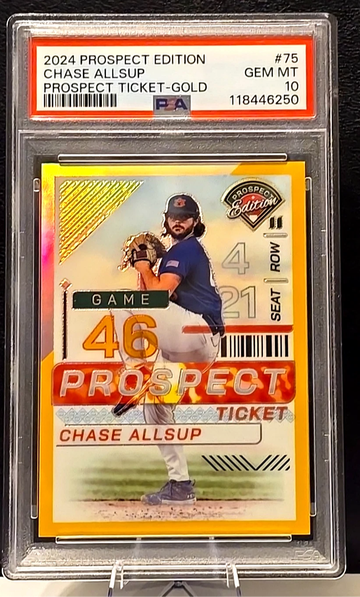 2024 PROSPECT EDITION #75
CHASE ALLSUP GEM MT
PROSPECT TICKET-GOLD 10
PSA 118446250
PROSPECT
Edition
GAME
46
4 ROW
21 SEAT
PROSPECT
TICKET
CHASE ALLSUP